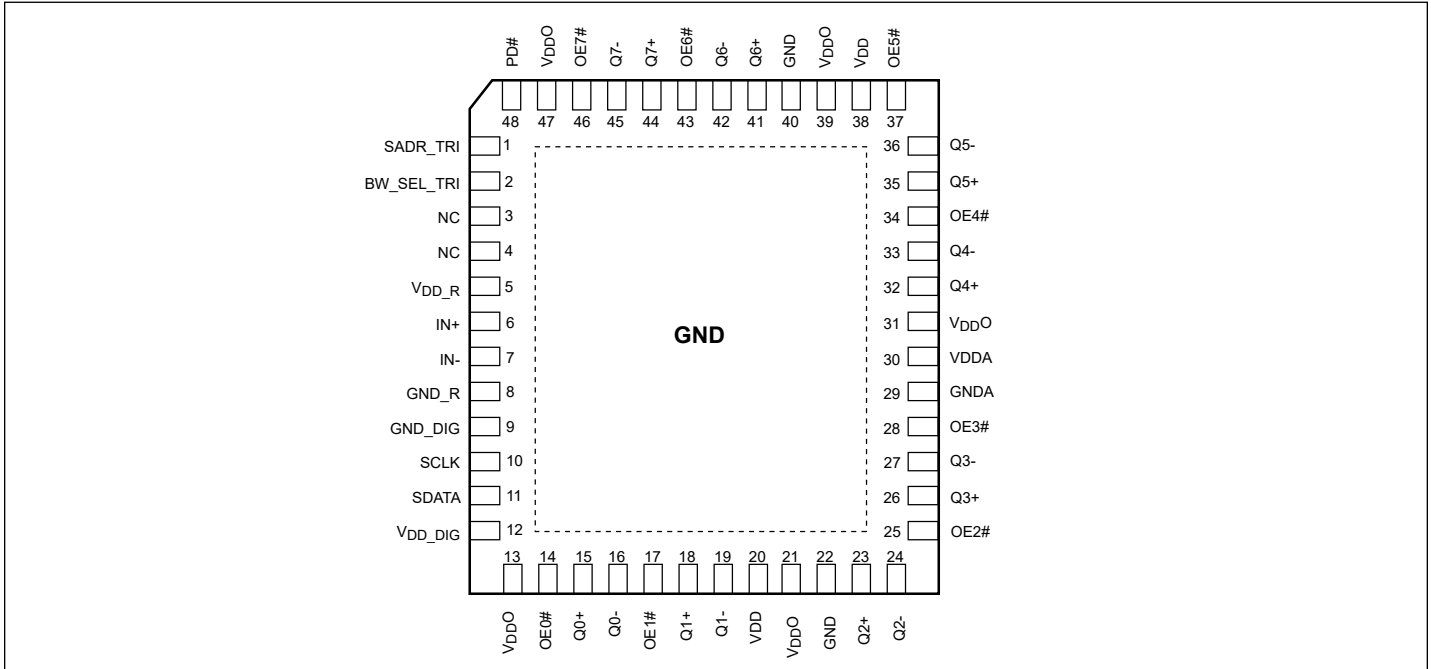 PD# VDDO OE7# Q7- Q7+ OE6# Q6- Q6+ GND VDDO VDD OE5#
48 47 46 45 44 43 42 41 40 39 38 37
SADR_TRI 1
BW_SEL_TRI 2
NC 3
NC 4
VDD_R 5
IN+ 6
IN- 7
GND_R 8
GND_DIG 9
SCLK 10
SDATA 11
VDD_DIG 12
GND
36 Q5-
35 Q5+
34 OE4#
33 Q4-
32 Q4+
31 VDDO
30 VDDA
29 GNDA
28 OE3#
27 Q3-
26 Q3+
25 OE2#
13 14 15 16 17 18 19 20 21 22 23 24
VDDO OE0# Q0+ Q0- OE1# Q1+ Q1- VDD VDDO GND Q2+ Q2-